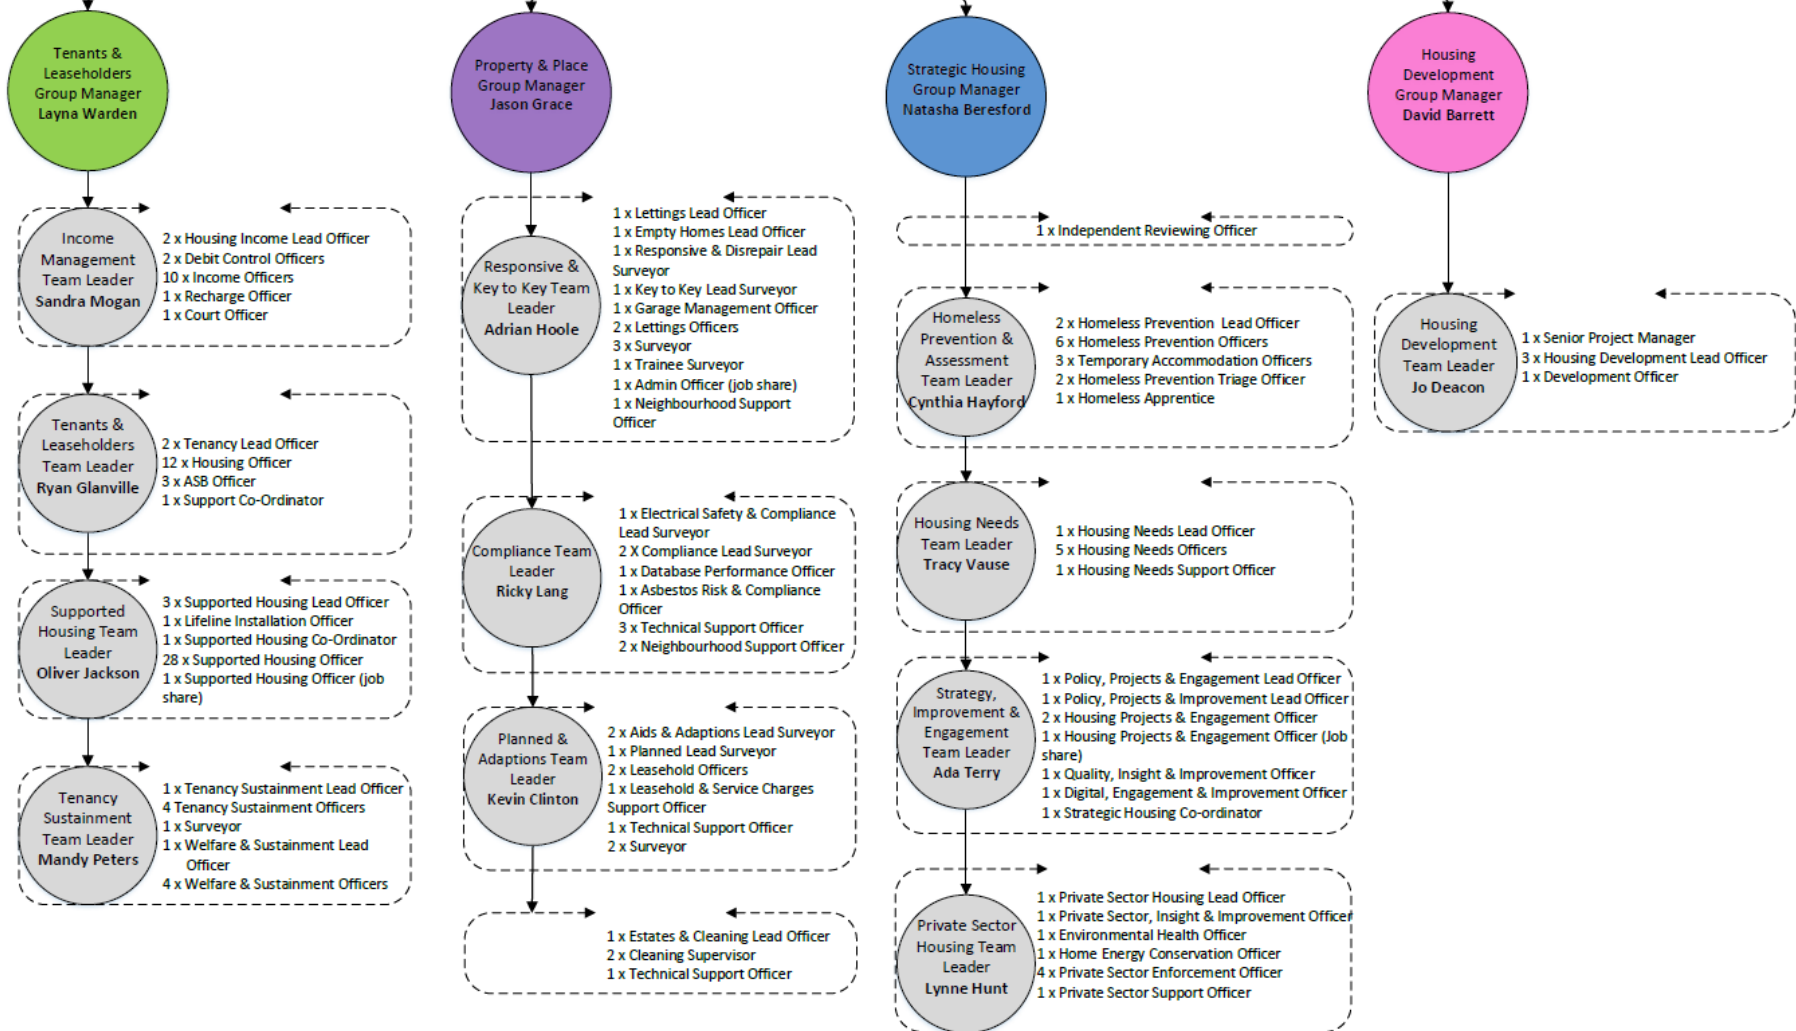 Tenants &
Leaseholders
Group Manager
Layna Warden
Income
Management
Team Leader
Sandra Mogan
2 x Housing Income Lead Officer
2 x Debit Control Officers
10 x Income Officers
1 x Recharge Officer
1 x Court Officer
Tenants &
Leaseholders
Team Leader
Ryan Glanville
2 x Tenancy Lead Officer
12 x Housing Officer
3 x ASB Officer
1 x Support Co-Ordinator
Supported
Housing Team
Leader
Oliver Jackson
3 x Supported Housing Lead Officer
1 x Lifeline Installation Officer
1 x Supported Housing Co-Ordinator
28 x Supported Housing Officer
1 x Supported Housing Officer (job
share)
Tenancy
Sustainment
Team Leader
Mandy Peters
1 x Tenancy Sustainment Lead Officer
4 Tenancy Sustainment Officers
1 x Surveyor
1 x Welfare & Sustainment Lead
Officer
4 x Welfare & Sustainment Officers
Property & Place
Group Manager
Jason Grace
Responsive &
Key to Key Team
Leader
Adrian Hoole
1 x Lettings Lead Officer
1 x Empty Homes Lead Officer
1 x Responsive & Disrepair Lead
Surveyor
1 x Key to Key Lead Surveyor
1 x Garage Management Officer
2 x Lettings Officers
3 x Surveyor
1 x Trainee Surveyor
1 x Admin Officer (job share)
1 x Neighbourhood Support
Officer
Compliance Team
Leader
Ricky Lang
1 x Electrical Safety & Compliance
Lead Surveyor
2 X Compliance Lead Surveyor
1 x Database Performance Officer
1 x Asbestos Risk & Compliance
Officer
3 x Technical Support Officer
2 x Neighbourhood Support Officer
Planned &
Adaptions Team
Leader
Kevin Clinton
2 x Aids & Adaptions Lead Surveyor
1 x Planned Lead Surveyor
2 x Leasehold Officers
1 x Leasehold & Service Charges
Support Officer
1 x Technical Support Officer
2 x Surveyor
1 x Estates & Cleaning Lead Officer
2 x Cleaning Supervisor
1 x Technical Support Officer
Strategic Housing
Group Manager
Natasha Beresford
1 x Independent Reviewing Officer
Homeless
Prevention &
Assessment
Team Leader
Cynthia Hayford
2 x Homeless Prevention Lead Officer
6 x Homeless Prevention Officers
3 x Temporary Accommodation Officers
2 x Homeless Prevention Triage Officer
1 x Homeless Apprentice
Housing Needs
Team Leader
Tracy Vause
1 x Housing Needs Lead Officer
5 x Housing Needs Officers
1 x Housing Needs Support Officer
Strategy,
Improvement &
Engagement
Team Leader
Ada Terry
1 x Policy, Projects & Engagement Lead Officer
1 x Policy, Projects & Improvement Lead Officer
2 x Housing Projects & Engagement Officer
1 x Housing Projects & Engagement Officer (Job
share)
1 x Quality, Insight & Improvement Officer
1 x Digital, Engagement & Improvement Officer
1 x Strategic Housing Co-ordinator
Private Sector
Housing Team
Leader
Lynne Hunt
1 x Private Sector Housing Lead Officer
1 x Private Sector, Insight & Improvement Officer
1 x Environmental Health Officer
1 x Home Energy Conservation Officer
4 x Private Sector Enforcement Officer
1 x Private Sector Support Officer
Housing
Development
Group Manager
David Barrett
Housing
Development
Team Leader
Jo Deacon
1 x Senior Project Manager
3 x Housing Development Lead Officer
1 x Development Officer